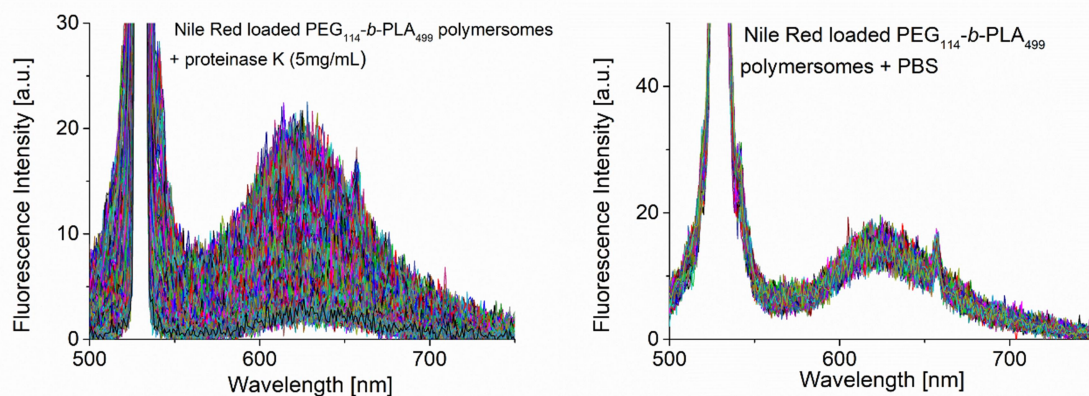 Nile Red loaded PEG₁₁₄-b-PLA₄₉₉ polymersomes
+ proteinase K (5mg/mL)
Fluorescence Intensity [a.u.]
30
20
10
0
500
600
700
Wavelength [nm]
Nile Red loaded PEG₁₁₄-b-PLA₄₉₉
polymersomes + PBS
Fluorescence Intensity [a.u.]
40
20
0
500
600
700
Wavelength [nm]